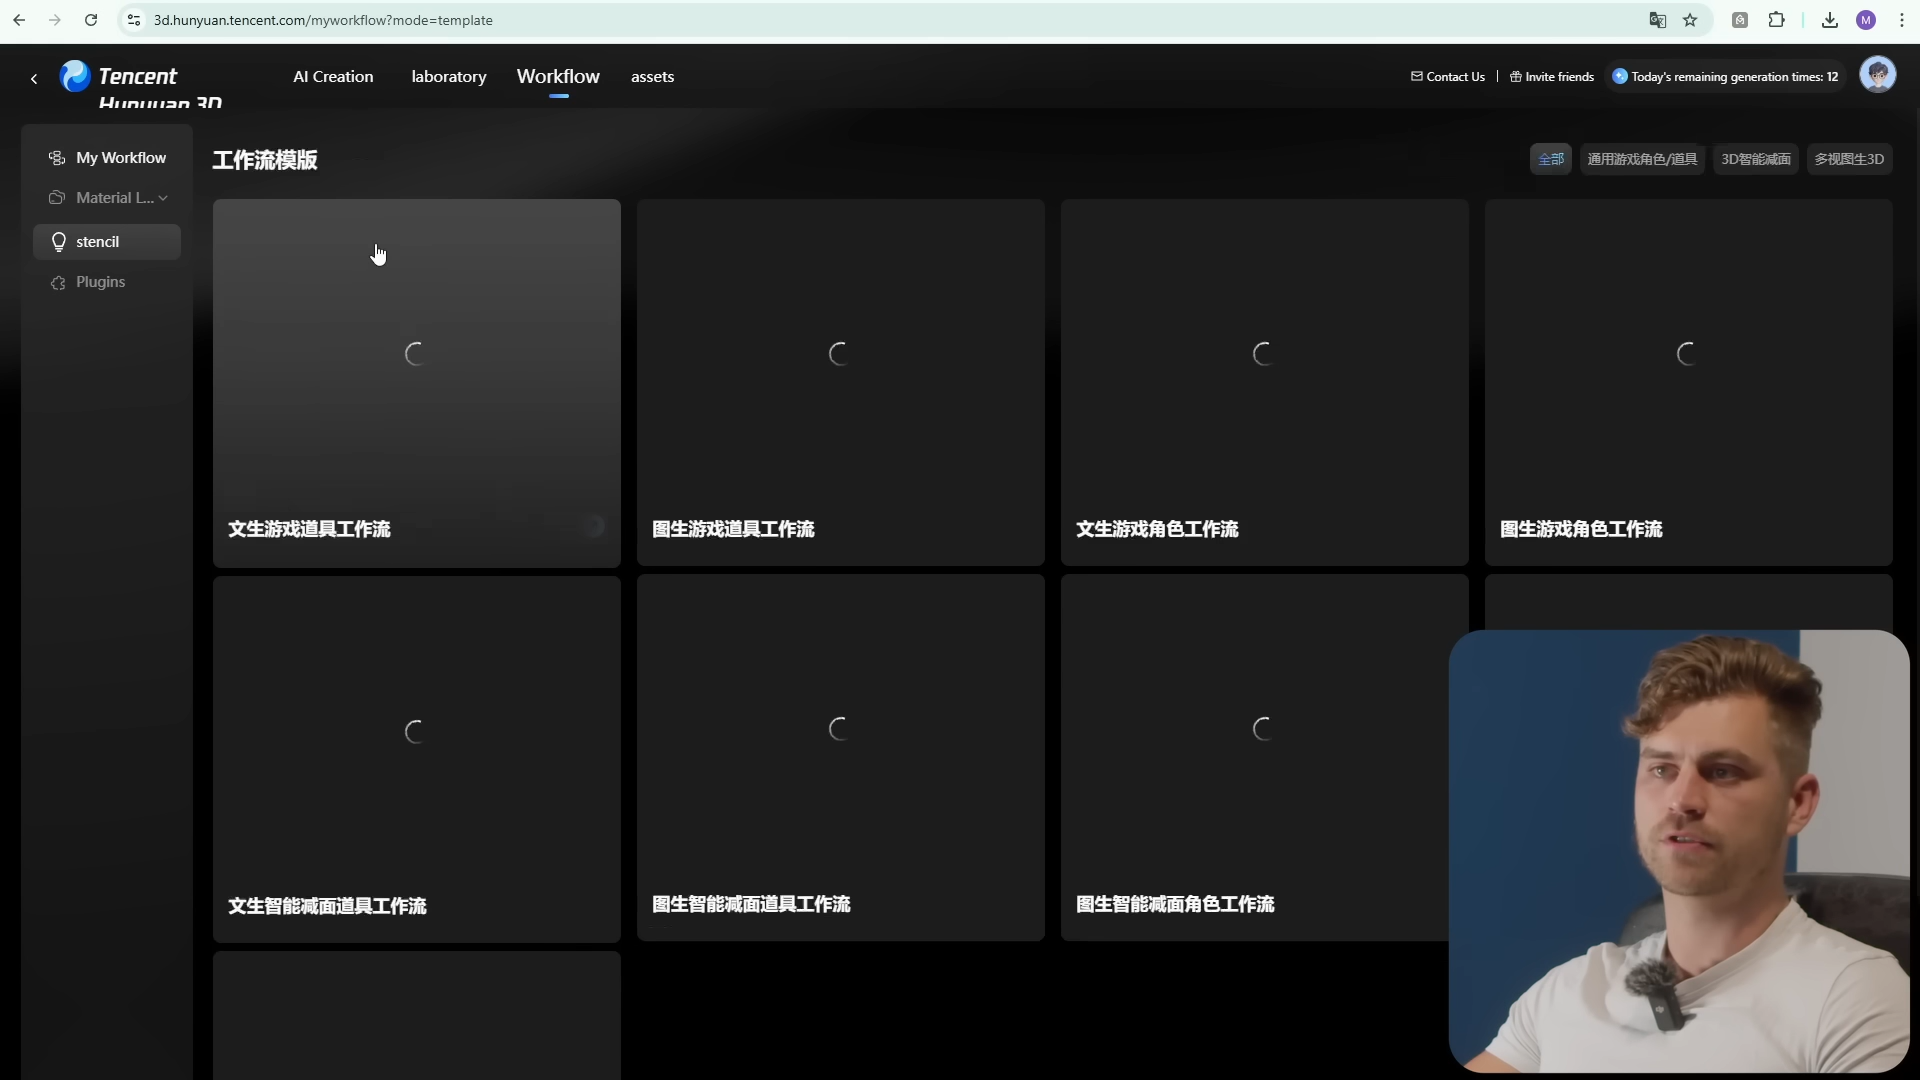 3d.hunyuan.tencent.com/myworkflow?mode=template
M
Tencent
Hunyuan 3D
AI Creation
laboratory
Workflow
assets
Contact Us
Invite friends
Today's remaining generation times: 12
My Workflow
Material L...
stencil
Plugins
工作流模版
全部
通用游戏角色/道具
3D智能减面
多视图生3D
文生游戏道具工作流
图生游戏道具工作流
文生游戏角色工作流
图生游戏角色工作流
文生智能减面道具工作流
图生智能减面道具工作流
图生智能减面角色工作流